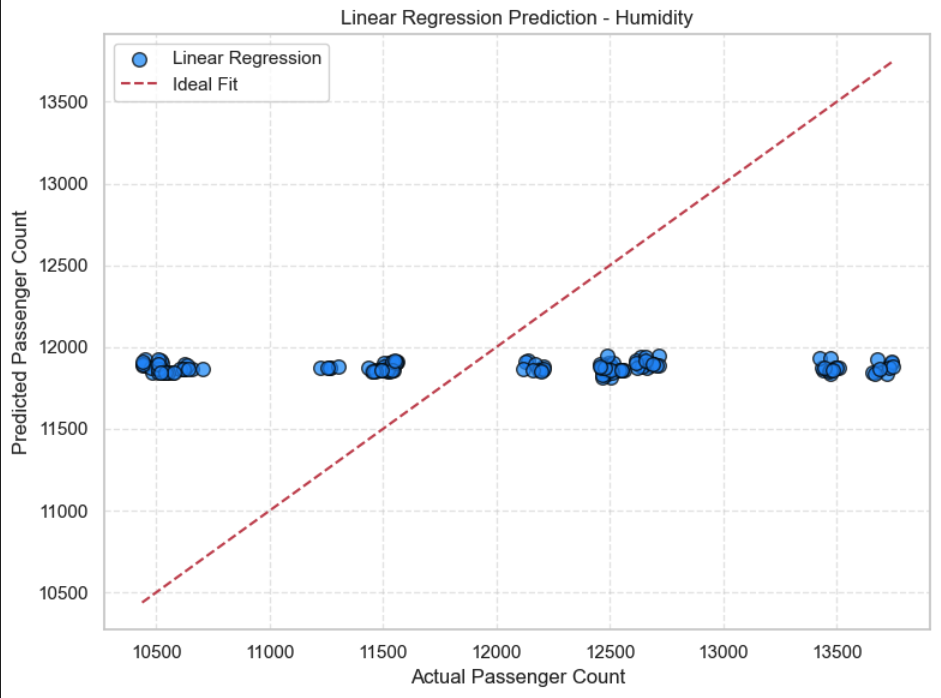 Linear Regression Prediction - Humidity
Linear Regression
Ideal Fit
Predicted Passenger Count
13500
13000
12500
12000
11500
11000
10500
10500
11000
11500
12000
12500
13000
13500
Actual Passenger Count